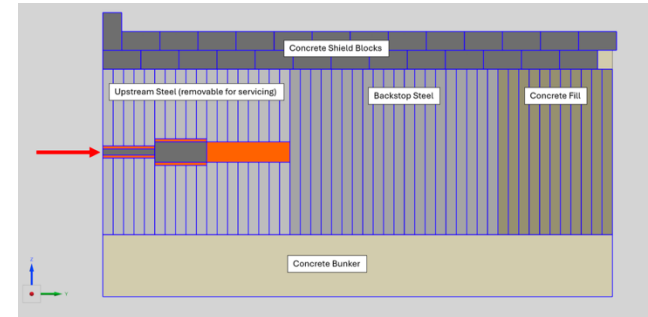 Concrete Shield Blocks
Upstream Steel (removable for servicing)
Backstop Steel
Concrete Fill
Concrete Bunker
Z
Y